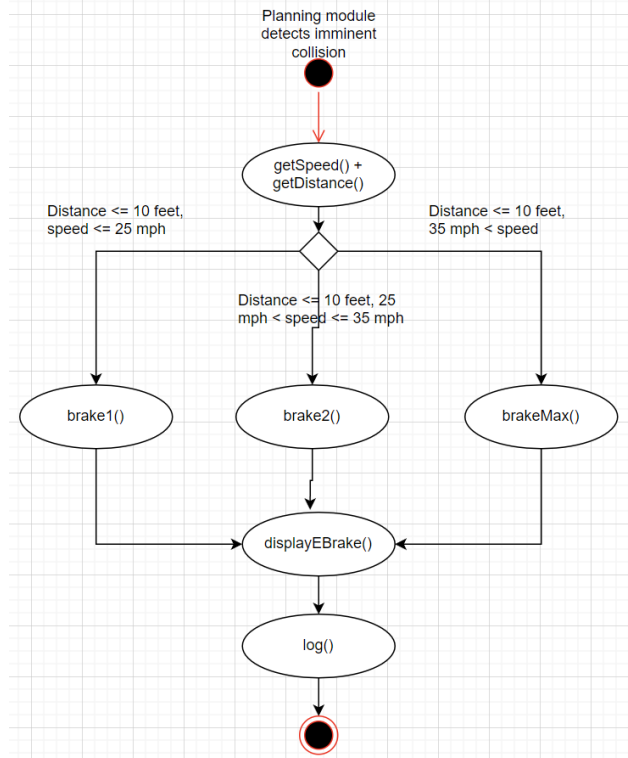 Planning module
detects imminent
collision
getSpeed() +
getDistance()
Distance <= 10 feet,
speed <= 25 mph
Distance <= 10 feet,
35 mph < speed
Distance <= 10 feet, 25
mph < speed <= 35 mph
brake1()
brake2()
brakeMax()
displayEBrake()
log()